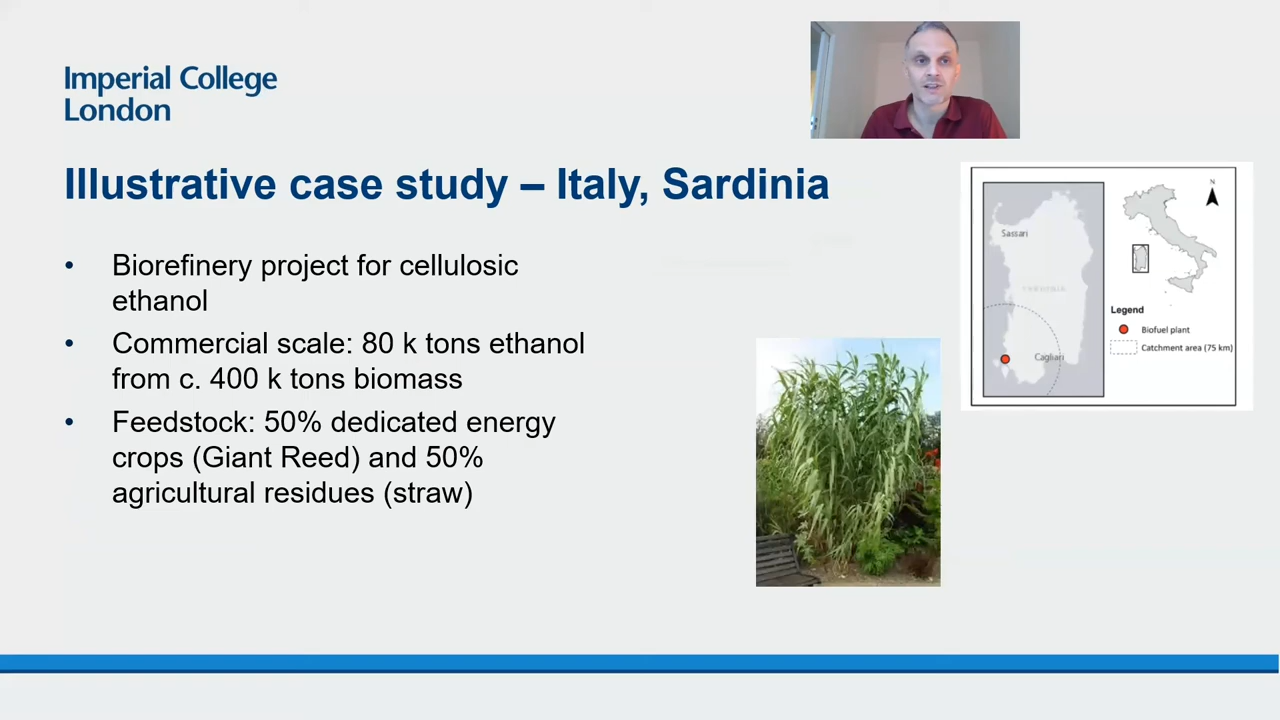 Imperial College
London
Illustrative case study – Italy, Sardinia
• Biorefinery project for cellulosic
ethanol
• Commercial scale: 80 k tons ethanol
from c. 400 k tons biomass
• Feedstock: 50% dedicated energy
crops (Giant Reed) and 50%
agricultural residues (straw)
N
Sassari
Cagliari
Legend
Biofuel plant
Catchment area (75 km)